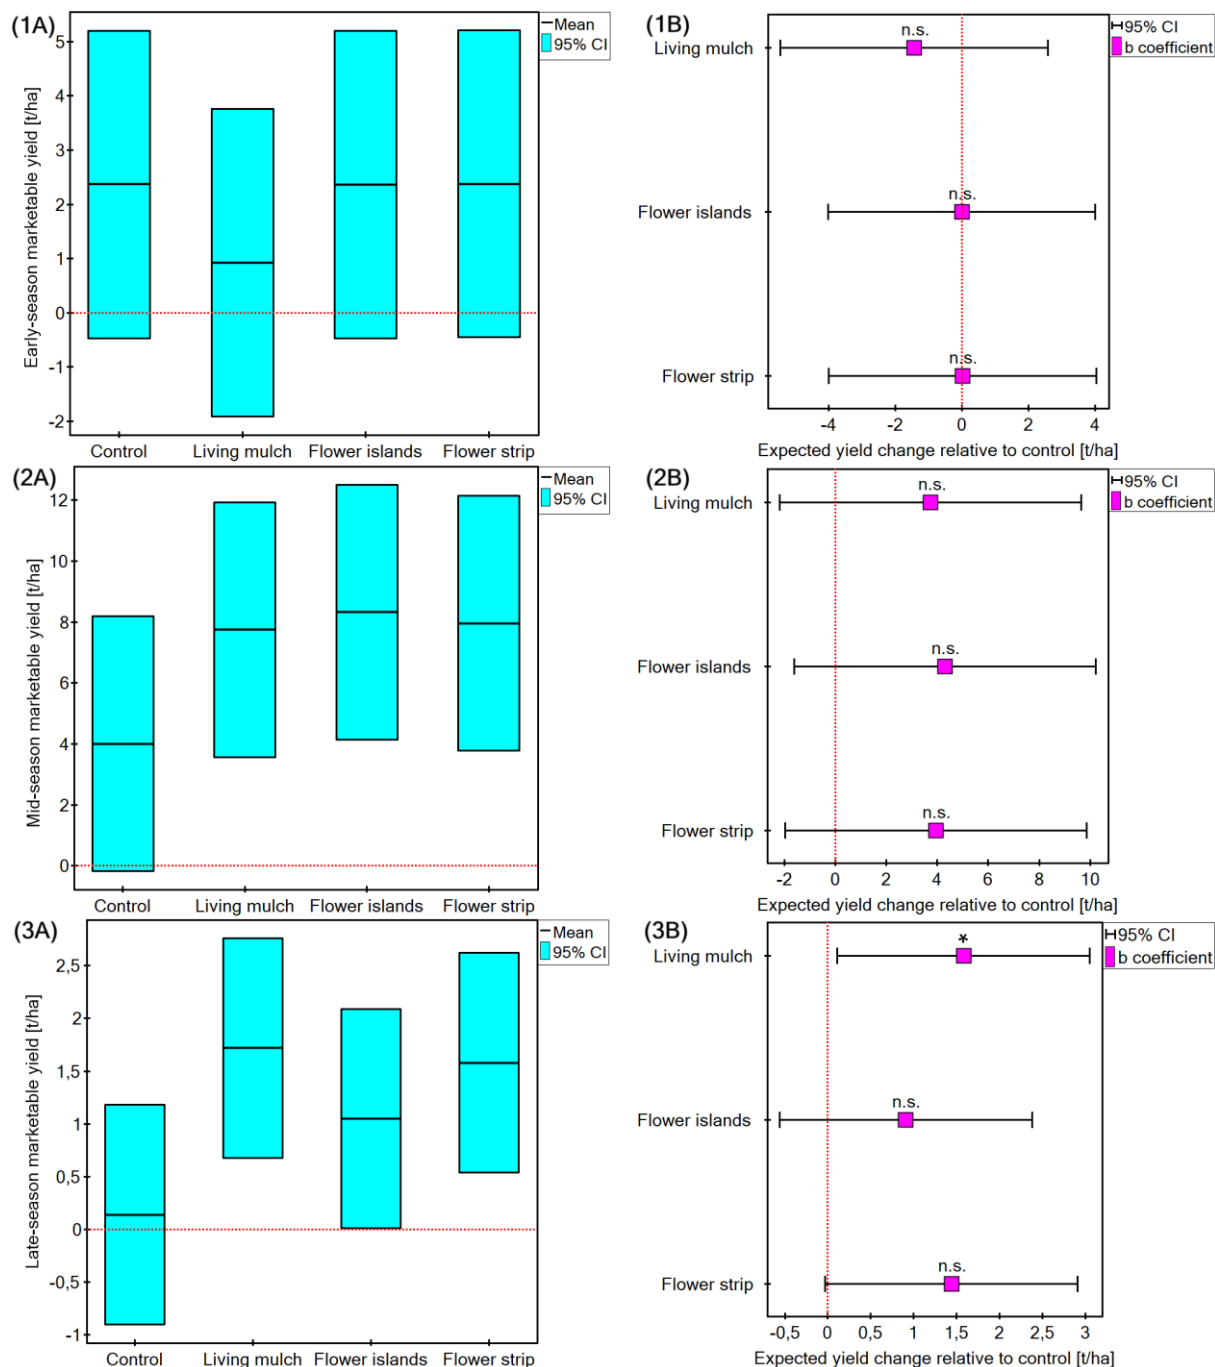 (1A)
Mean
95% CI
Early-season marketable yield [t/ha]
5
4
3
2
1
0
-1
-2
Control
Living mulch
Flower islands
Flower strip
(1B)
95% CI
b coefficient
Living mulch
n.s.
Flower islands
n.s.
Flower strip
n.s.
-4
-2
0
2
4
Expected yield change relative to control [t/ha]
(2A)
Mean
95% CI
Mid-season marketable yield [t/ha]
12
10
8
6
4
2
0
Control
Living mulch
Flower islands
Flower strip
(2B)
95% CI
b coefficient
Living mulch
n.s.
Flower islands
n.s.
Flower strip
n.s.
-2
0
2
4
6
8
10
Expected yield change relative to control [t/ha]
(3A)
Mean
95% CI
Late-season marketable yield [t/ha]
2,5
2
1,5
1
0,5
0
-0,5
-1
Control
Living mulch
Flower islands
Flower strip
(3B)
95% CI
b coefficient
Living mulch
*
Flower islands
n.s.
Flower strip
n.s.
-0,5
0
0,5
1
1,5
2
2,5
3
Expected yield change relative to control [t/ha]